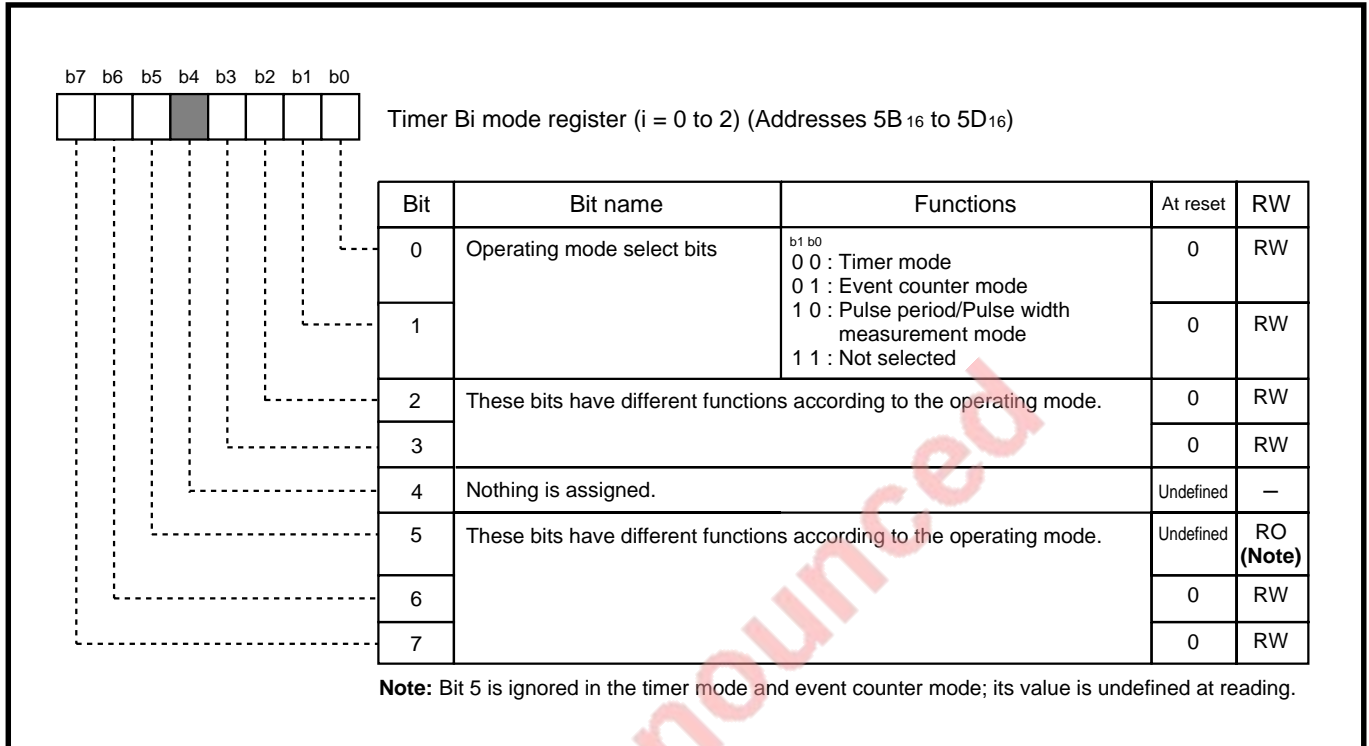 b7 b6 b5 b4 b3 b2 b1 b0
Timer Bi mode register (i = 0 to 2) (Addresses 5B 16 to 5D16)
Bit Bit name Functions At reset RW
0 Operating mode select bits b1 b0 0 RW
0 0 : Timer mode
0 1 : Event counter mode
1 1 0 : Pulse period/Pulse width 0 RW
measurement mode
1 1 : Not selected
2 These bits have different functions according to the operating mode. 0 RW
3 0 RW
4 Nothing is assigned. Undefined –
5 These bits have different functions according to the operating mode. Undefined RO
(Note)
6 0 RW
7 0 RW
Note: Bit 5 is ignored in the timer mode and event counter mode; its value is undefined at reading.